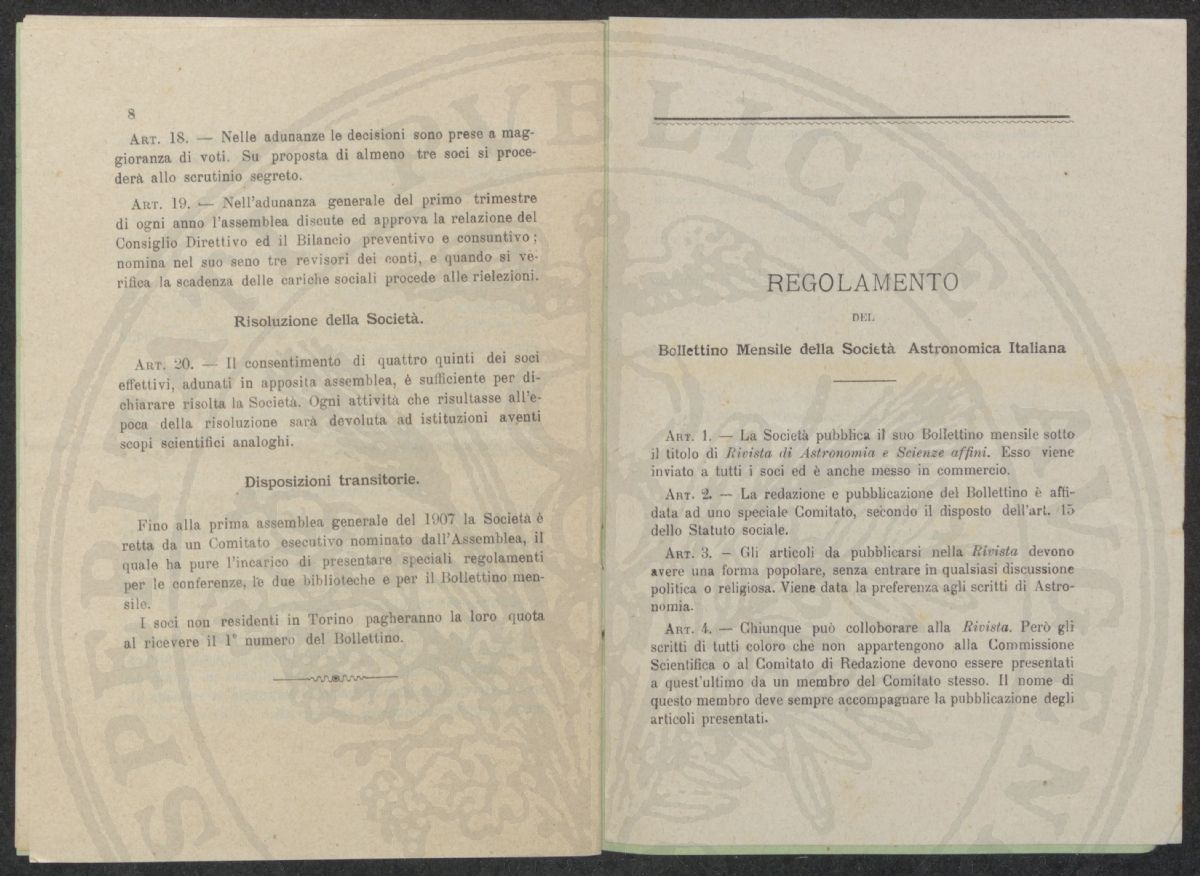 8
ART. 18. — Nelle adunanze le decisioni sono prese a mag-
gioranza di voti. Su proposta di almeno tre soci si proce-
derà allo scrutinio segreto.
ART. 19. — Nell'adunanza generale del primo trimestre
di ogni anno l'assemblea discute ed approva la relazione del
Consiglio Direttivo ed il Bilancio preventivo e consuntivo;
nomina nel suo seno tre revisori dei conti, e quando si ve-
rifica la scadenza delle cariche sociali procede alle rielezioni.
Risoluzione della Società.
ART. 20. — Il consentimento di quattro quinti dei soci
effettivi, adunati in apposita assemblea, è sufficiente per di-
chiarare risolta la Società. Ogni attività che risultasse all'e-
poca della risoluzione sarà devoluta ad istituzioni aventi
scopi scientifici analoghi.
Disposizioni transitorie.
Fino alla prima assemblea generale del 1907 la Società è
retta da un Comitato esecutivo nominato dall'Assemblea, il
quale ha pure l'incarico di presentare speciali regolamenti
per le conferenze, le due biblioteche e per il Bollettino men-
sile.
I soci non residenti in Torino pagheranno la loro quota
al ricevere il 1° numero del Bollettino.
REGOLAMENTO
DEL
Bollettino Mensile della Società Astronomica Italiana
ART. 1. — La Società pubblica il suo Bollettino mensile sotto
il titolo di Rivista di Astronomia e Scienze affini. Esso viene
inviato a tutti i soci ed è anche messo in commercio.
ART. 2. — La redazione e pubblicazione del Bollettino è affi-
data ad uno speciale Comitato, secondo il disposto dell'art. 15
dello Statuto sociale.
ART. 3. — Gli articoli da pubblicarsi nella Rivista devono
avere una forma popolare, senza entrare in qualsiasi discussione
politica o religiosa. Viene data la preferenza agli scritti di Astro-
nomia.
ART. 4. — Chiunque può colloborare alla Rivista. Però gli
scritti di tutti coloro che non appartengono alla Commissione
Scientifica o al Comitato di Redazione devono essere presentati
a quest'ultimo da un membro del Comitato stesso. Il nome di
questo membro deve sempre accompagnare la pubblicazione degli
articoli presentati.